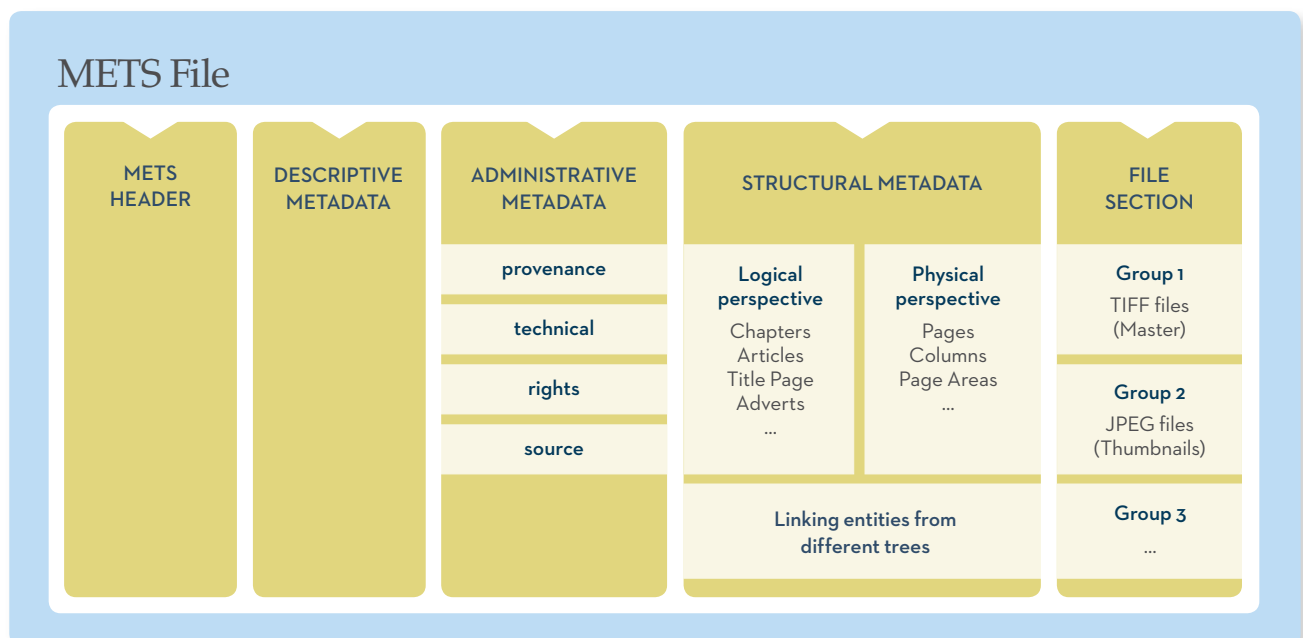 METS File
METS
HEADER
DESCRIPTIVE
METADATA
ADMINISTRATIVE
METADATA
provenance
technical
rights
source
STRUCTURAL METADATA
Logical
perspective
Chapters
Articles
Title Page
Adverts
...
Physical
perspective
Pages
Columns
Page Areas
...
Linking entities from
different trees
FILE
SECTION
Group 1
TIFF files
(Master)
Group 2
JPEG files
(Thumbnails)
Group 3
...